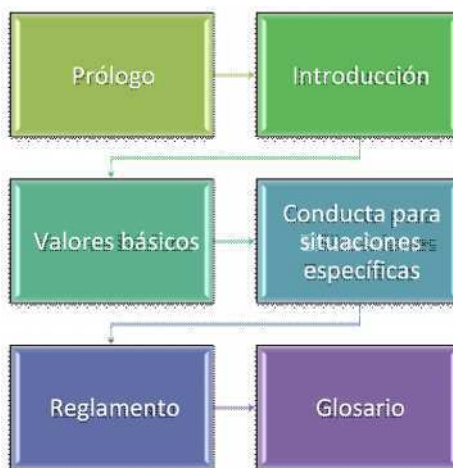 Prólogo
Introducción
Valores básicos
Conducta para
situaciones
específicas
Reglamento
Glosario